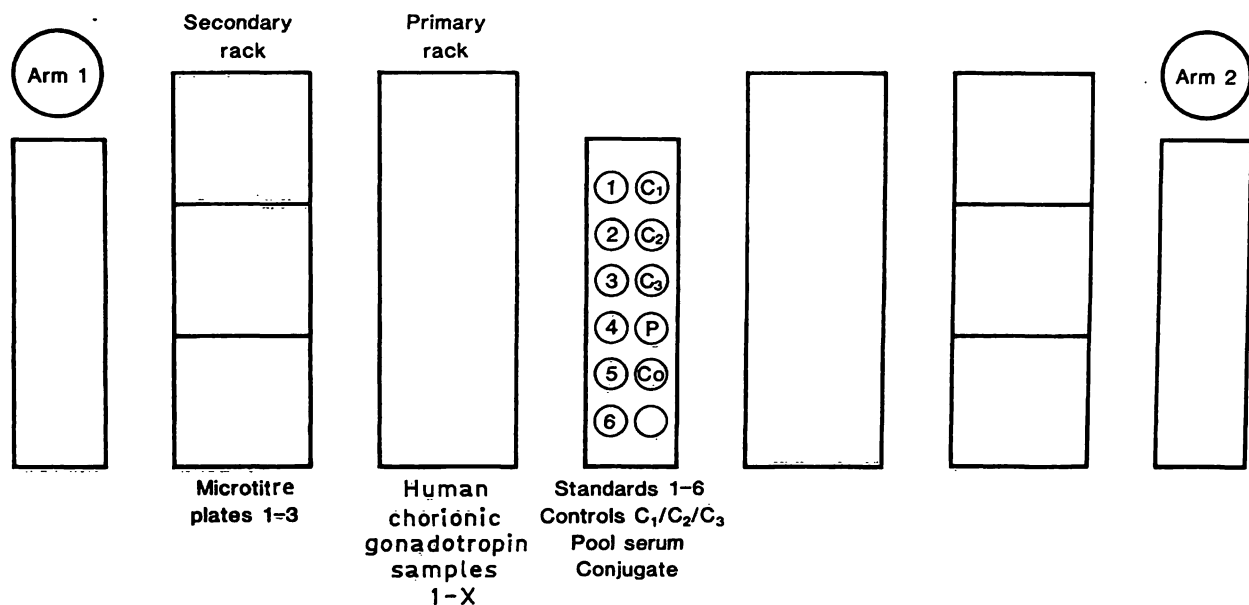 Secondary
rack
Primary
rack
Arm 1
Arm 2
1 C₁
2 C₂
3 C₃
4 P
5 Co
6
Microtitre
plates 1-3
Human
chorionic
gonadotropin
samples
1-X
Standards 1-6
Controls C₁/C₂/C₃
Pool serum
Conjugate